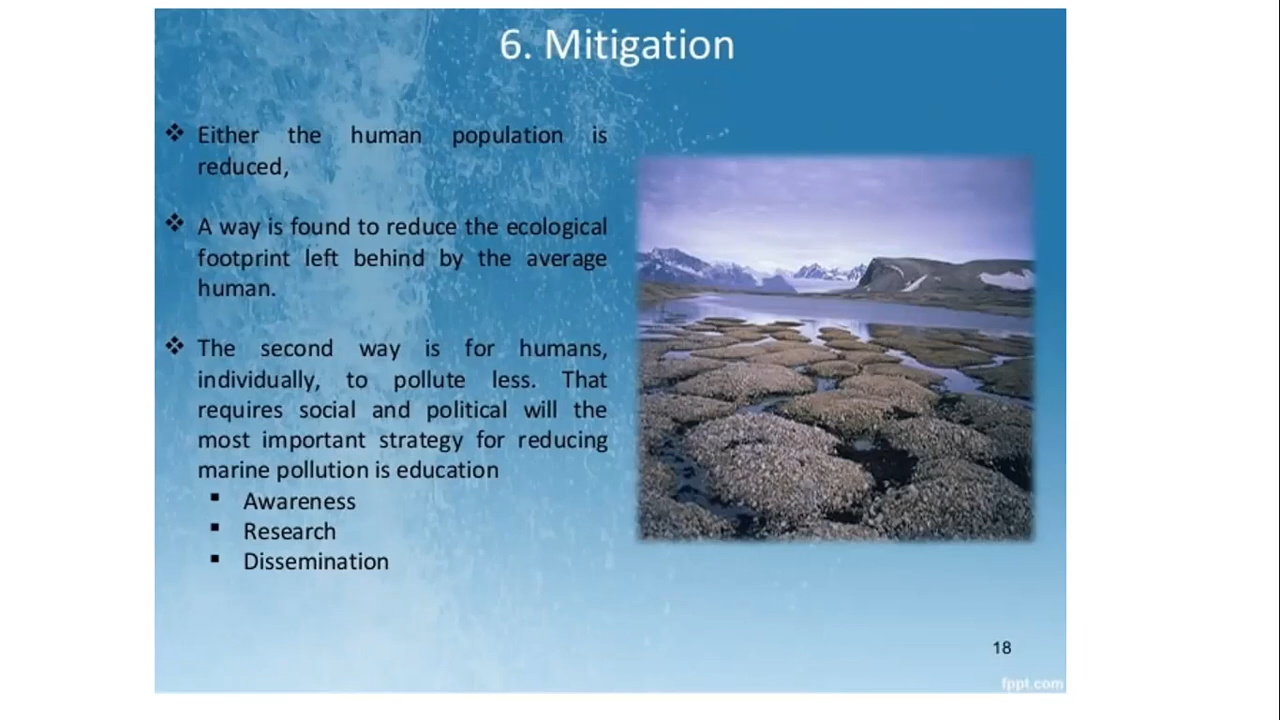 6. Mitigation
Either the human population is
reduced,
A way is found to reduce the ecological
footprint left behind by the average
human.
The second way is for humans,
individually, to pollute less. That
requires social and political will the
most important strategy for reducing
marine pollution is education
Awareness
Research
Dissemination
18
fppt.com